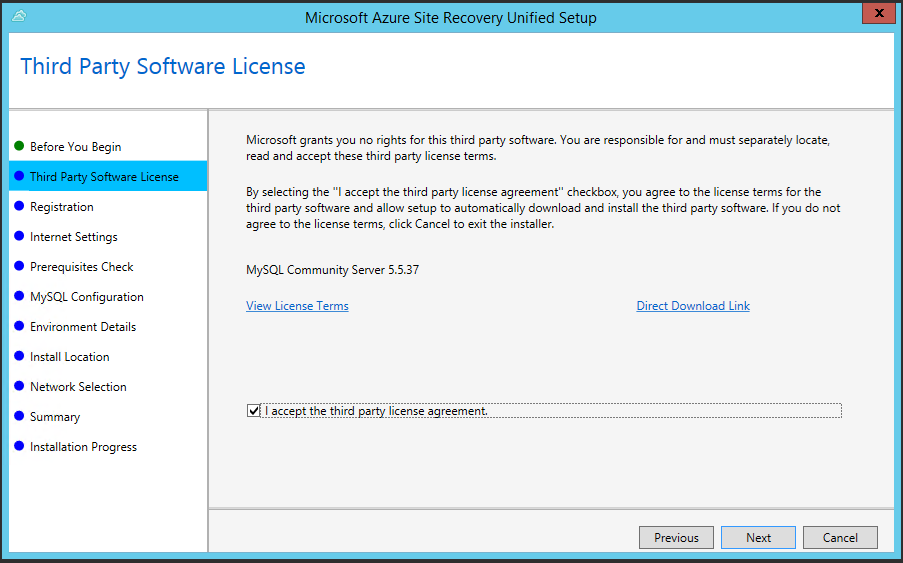 Microsoft Azure Site Recovery Unified Setup
x
Third Party Software License
Before You Begin
Third Party Software License
Registration
Internet Settings
Prerequisites Check
MySQL Configuration
Environment Details
Install Location
Network Selection
Summary
Installation Progress
Microsoft grants you no rights for this third party software. You are responsible for and must separately locate,
read and accept these third party license terms.
By selecting the "I accept the third party license agreement" checkbox, you agree to the license terms for the
third party software and allow setup to automatically download and install the third party software. If you do not
agree to the license terms, click Cancel to exit the installer.
MySQL Community Server 5.5.37
View License Terms
Direct Download Link
I accept the third party license agreement.
Previous
Next
Cancel